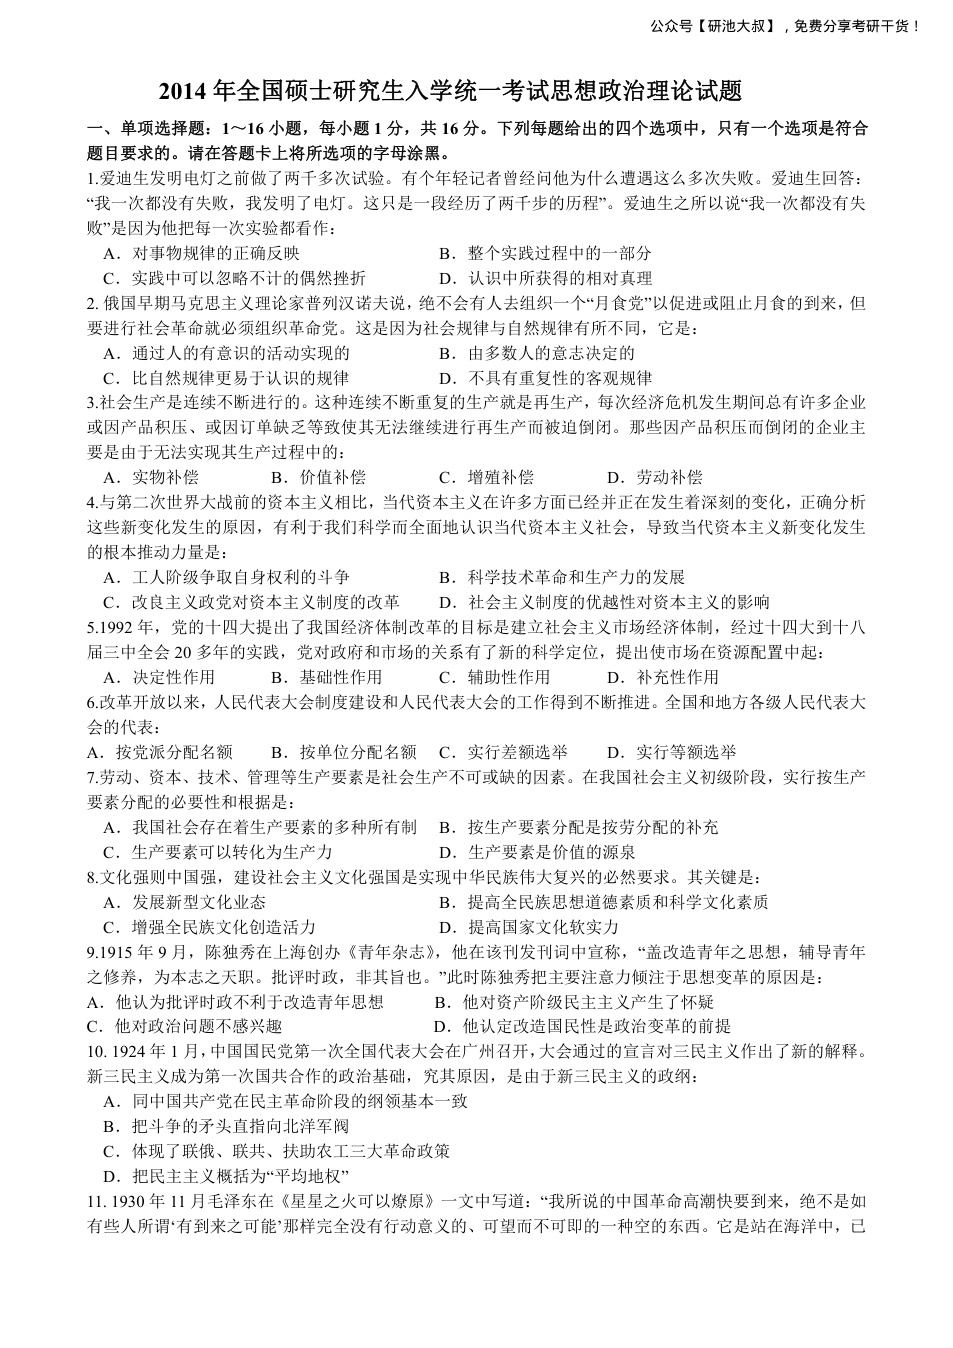 公众号【研池大叔】，免费分享考研干货！
2014 年全国硕士研究生入学统一考试思想政治理论试题
一、单项选择题：1～16 小题，每小题 1 分，共 16 分。下列每题给出的四个选项中，只有一个选项是符合
题目要求的。请在答题卡上将所选项的字母涂黑。
1.爱迪生发明电灯之前做了两千多次试验。有个年轻记者曾经问他为什么遭遇这么多次失败。爱迪生回答：
“我一次都没有失败，我发明了电灯。这只是一段经历了两千步的历程”。爱迪生之所以说“我一次都没有失
败”是因为他把每一次实验都看作：
A．对事物规律的正确反映 B．整个实践过程中的一部分
C．实践中可以忽略不计的偶然挫折 D．认识中所获得的相对真理
2. 俄国早期马克思主义理论家普列汉诺夫说，绝不会有人去组织一个“月食党”以促进或阻止月食的到来，但
要进行社会革命就必须组织革命党。这是因为社会规律与自然规律有所不同，它是：
A．通过人的有意识的活动实现的 B．由多数人的意志决定的
C．比自然规律更易于认识的规律 D．不具有重复性的客观规律
3.社会生产是连续不断进行的。这种连续不断重复的生产就是再生产，每次经济危机发生期间总有许多企业
或因产品积压、或因订单缺乏等致使其无法继续进行再生产而被迫倒闭。那些因产品积压而倒闭的企业主
要是由于无法实现其生产过程中的：
A．实物补偿 B．价值补偿 C．增殖补偿 D．劳动补偿
4.与第二次世界大战前的资本主义相比，当代资本主义在许多方面已经并正在发生着深刻的变化，正确分析
这些新变化发生的原因，有利于我们科学而全面地认识当代资本主义社会，导致当代资本主义新变化发生
的根本推动力量是：
A．工人阶级争取自身权利的斗争 B．科学技术革命和生产力的发展
C．改良主义政党对资本主义制度的改革 D．社会主义制度的优越性对资本主义的影响
5.1992 年，党的十四大提出了我国经济体制改革的目标是建立社会主义市场经济体制，经过十四大到十八
届三中全会 20 多年的实践，党对政府和市场的关系有了新的科学定位，提出使市场在资源配置中起：
A．决定性作用 B．基础性作用 C．辅助性作用 D．补充性作用
6.改革开放以来，人民代表大会制度建设和人民代表大会的工作得到不断推进。全国和地方各级人民代表大
会的代表：
A．按党派分配名额 B．按单位分配名额 C．实行差额选举 D．实行等额选举
7.劳动、资本、技术、管理等生产要素是社会生产不可或缺的因素。在我国社会主义初级阶段，实行按生产
要素分配的必要性和根据是：
A．我国社会存在着生产要素的多种所有制 B．按生产要素分配是按劳分配的补充
C．生产要素可以转化为生产力 D．生产要素是价值的源泉
8.文化强则中国强，建设社会主义文化强国是实现中华民族伟大复兴的必然要求。其关键是：
A．发展新型文化业态 B．提高全民族思想道德素质和科学文化素质
C．增强全民族文化创造活力 D．提高国家文化软实力
9.1915 年 9 月，陈独秀在上海创办《青年杂志》，他在该刊发刊词中宣称，“盖改造青年之思想，辅导青年
之修养，为本志之天职。批评时政，非其旨也。”此时陈独秀把主要注意力倾注于思想变革的原因是：
A．他认为批评时政不利于改造青年思想 B．他对资产阶级民主主义产生了怀疑
C．他对政治问题不感兴趣 D．他认定改造国民性是政治变革的前提
10. 1924 年 1 月，中国国民党第一次全国代表大会在广州召开，大会通过的宣言对三民主义作出了新的解释。
新三民主义成为第一次国共合作的政治基础，究其原因，是由于新三民主义的政纲：
A．同中国共产党在民主革命阶段的纲领基本一致
B．把斗争的矛头直指向北洋军阀
C．体现了联俄、联共、扶助农工三大革命政策
D．把民主主义概括为“平均地权”
11. 1930 年 11 月毛泽东在《星星之火可以燎原》一文中写道：“我所说的中国革命高潮快要到来，绝不是如
有些人所谓‘有到来之可能’那样完全没有行动意义的、可望而不可即的一种空的东西。它是站在海洋中，已